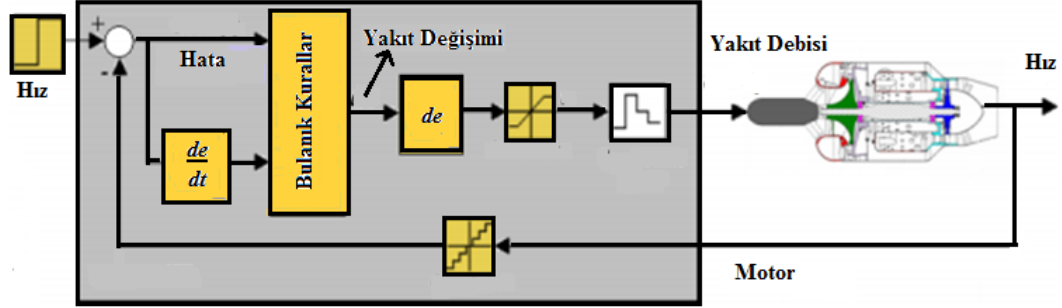 +
-
Hız
Hata
de
dt
Bulanık Kurallar
Yakıt Değişimi
de
Yakıt Debisi
Hız
Motor